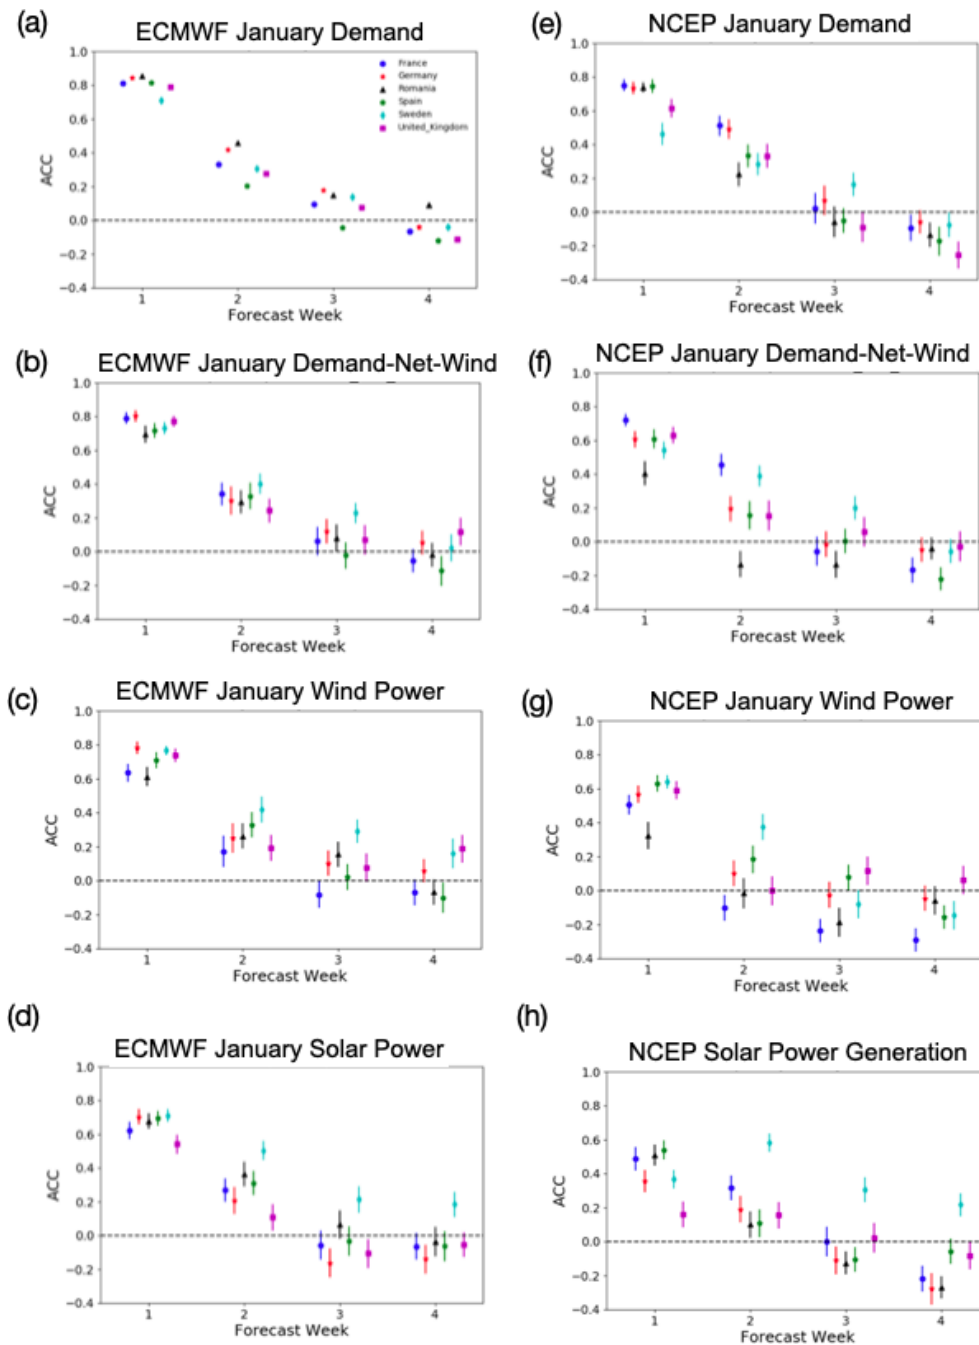 (a)
ECMWF January Demand
1.0
0.8
0.6
0.4
0.2
0.0
−0.2
−0.4
ACC
France
Germany
Romania
Spain
Sweden
United_Kingdom
1 2 3 4
Forecast Week
(e)
NCEP January Demand
1.0
0.8
0.6
0.4
0.2
0.0
−0.2
−0.4
ACC
1 2 3 4
Forecast Week
(b)
ECMWF January Demand-Net-Wind
1.0
0.8
0.6
0.4
0.2
0.0
−0.2
−0.4
ACC
1 2 3 4
Forecast Week
(f)
NCEP January Demand-Net-Wind
1.0
0.8
0.6
0.4
0.2
0.0
−0.2
−0.4
ACC
1 2 3 4
Forecast Week
(c)
ECMWF January Wind Power
1.0
0.8
0.6
0.4
0.2
0.0
−0.2
−0.4
ACC
1 2 3 4
Forecast Week
(g)
NCEP January Wind Power
1.0
0.8
0.6
0.4
0.2
0.0
−0.2
−0.4
ACC
1 2 3 4
Forecast Week
(d)
ECMWF January Solar Power
1.0
0.8
0.6
0.4
0.2
0.0
−0.2
−0.4
ACC
1 2 3 4
Forecast Week
(h)
NCEP Solar Power Generation
1.0
0.8
0.6
0.4
0.2
0.0
−0.2
−0.4
ACC
1 2 3 4
Forecast Week